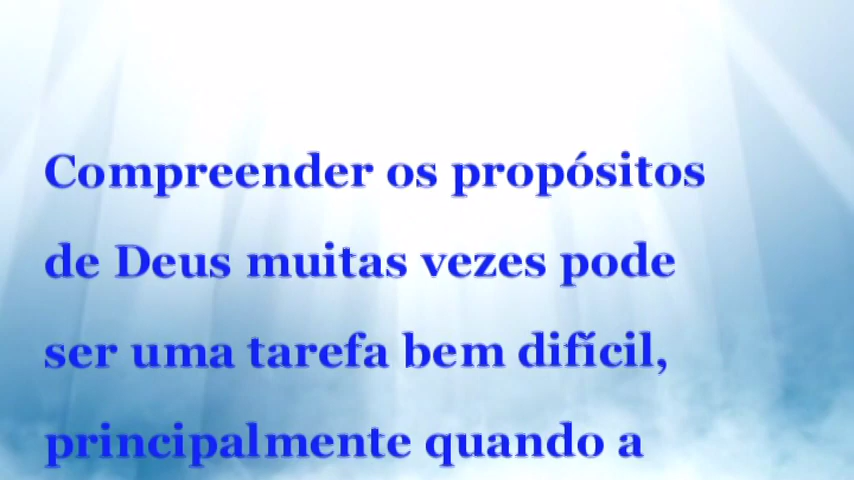 Compreender os propósitos
de Deus muitas vezes pode
ser uma tarefa bem difícil,
principalmente quando a